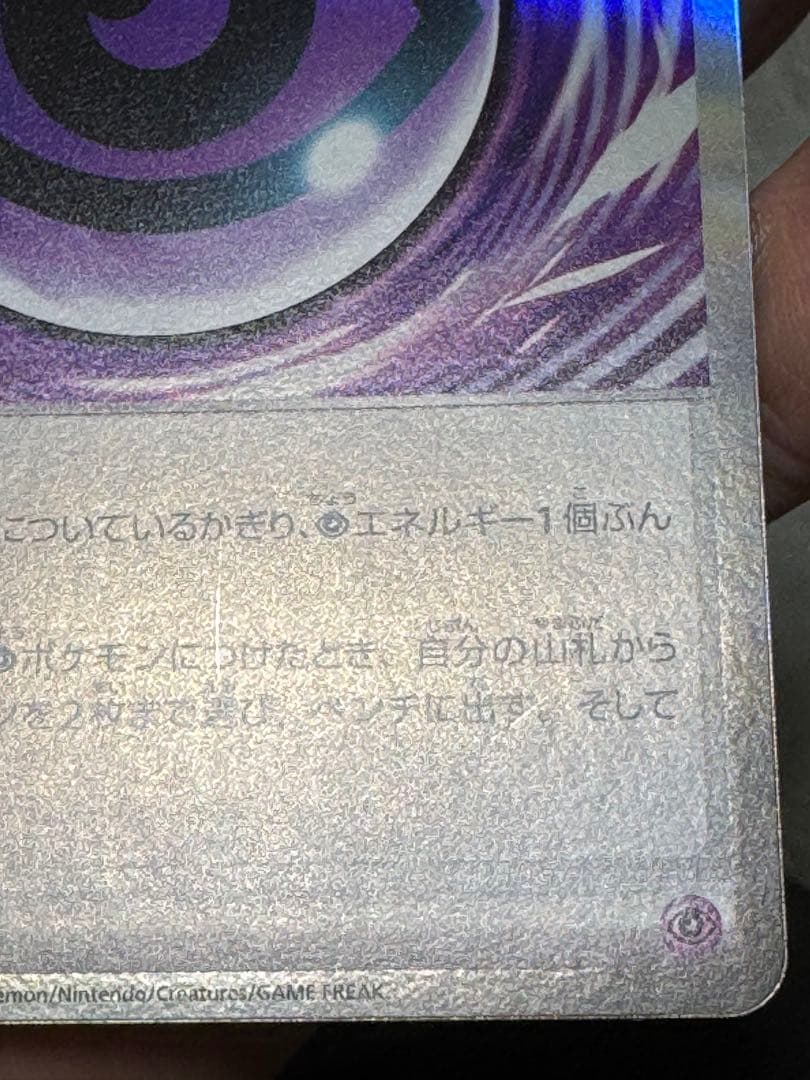 についているかぎり、超エネルギー1個ぶん
ポケモンにつけたとき、自分の山札から
を2枚まで選び、ベンチに出す。そして
emon/Nintendo/Creatures/GAME FREAK